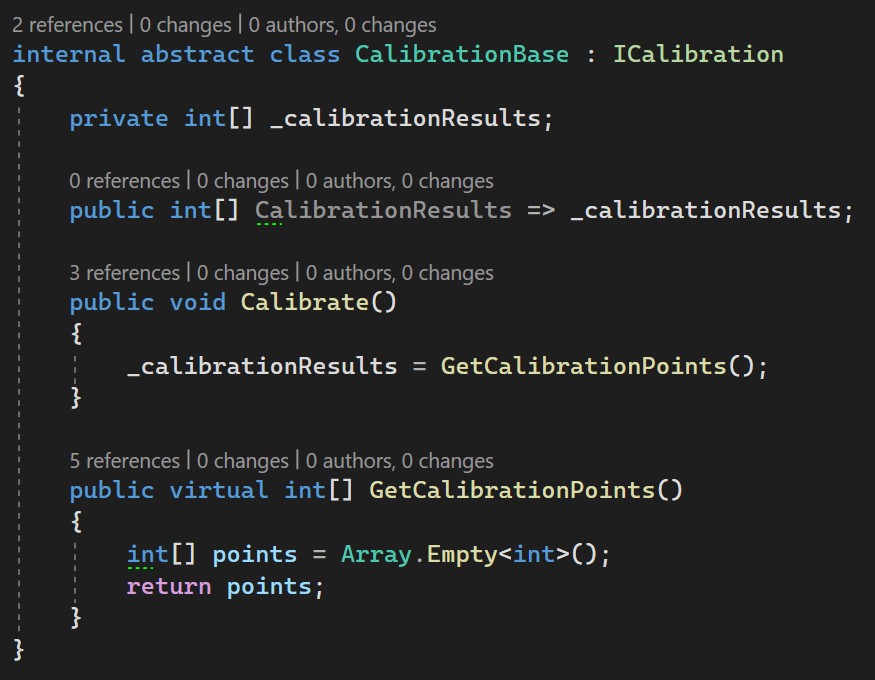 2 references | 0 changes | 0 authors, 0 changes
internal abstract class CalibrationBase : ICalibration
{
private int[] _calibrationResults;
0 references | 0 changes | 0 authors, 0 changes
public int[] CalibrationResults => _calibrationResults;
3 references | 0 changes | 0 authors, 0 changes
public void Calibrate()
{
_calibrationResults = GetCalibrationPoints();
}
5 references | 0 changes | 0 authors, 0 changes
public virtual int[] GetCalibrationPoints()
{
int[] points = Array.Empty<int>();
return points;
}
}